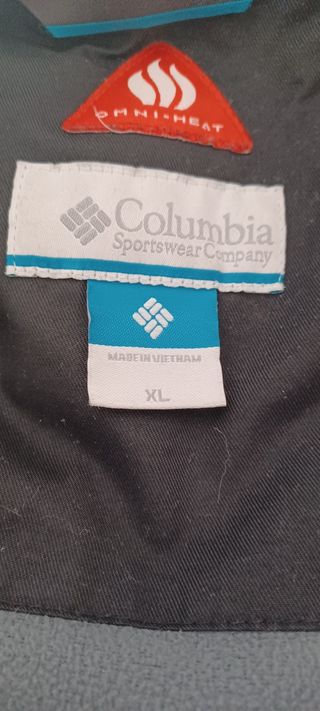 OMNI-HEAT
Columbia
Sportswear Company
MADE IN VIETNAM
XL